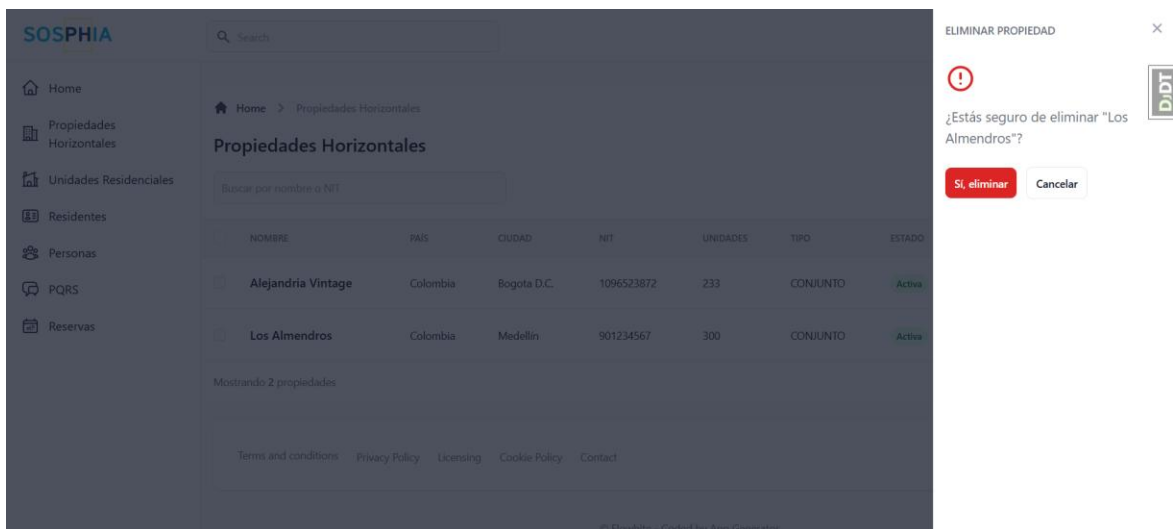 SOSPHIA
Search
ELIMINAR PROPIEDAD
Home
Propiedades
Horizontales
Unidades Residenciales
Residentes
Personas
PQRS
Reservas
Home > Propiedades Horizontales
Propiedades Horizontales
Buscar por nombre o NIT
NOMBRE PAÍS CIUDAD NIT UNIDADES TIPO ESTADO
Alejandria Vintage Colombia Bogota D.C. 1096523872 233 CONJUNTO Activa
Los Almendros Colombia Medellín 901234567 300 CONJUNTO Activa
Mostrando 2 propiedades
Terms and conditions Privacy Policy Licensing Cookie Policy Contact
¿Estás seguro de eliminar "Los
Almendros"?
Sí, eliminar Cancelar
DjDT